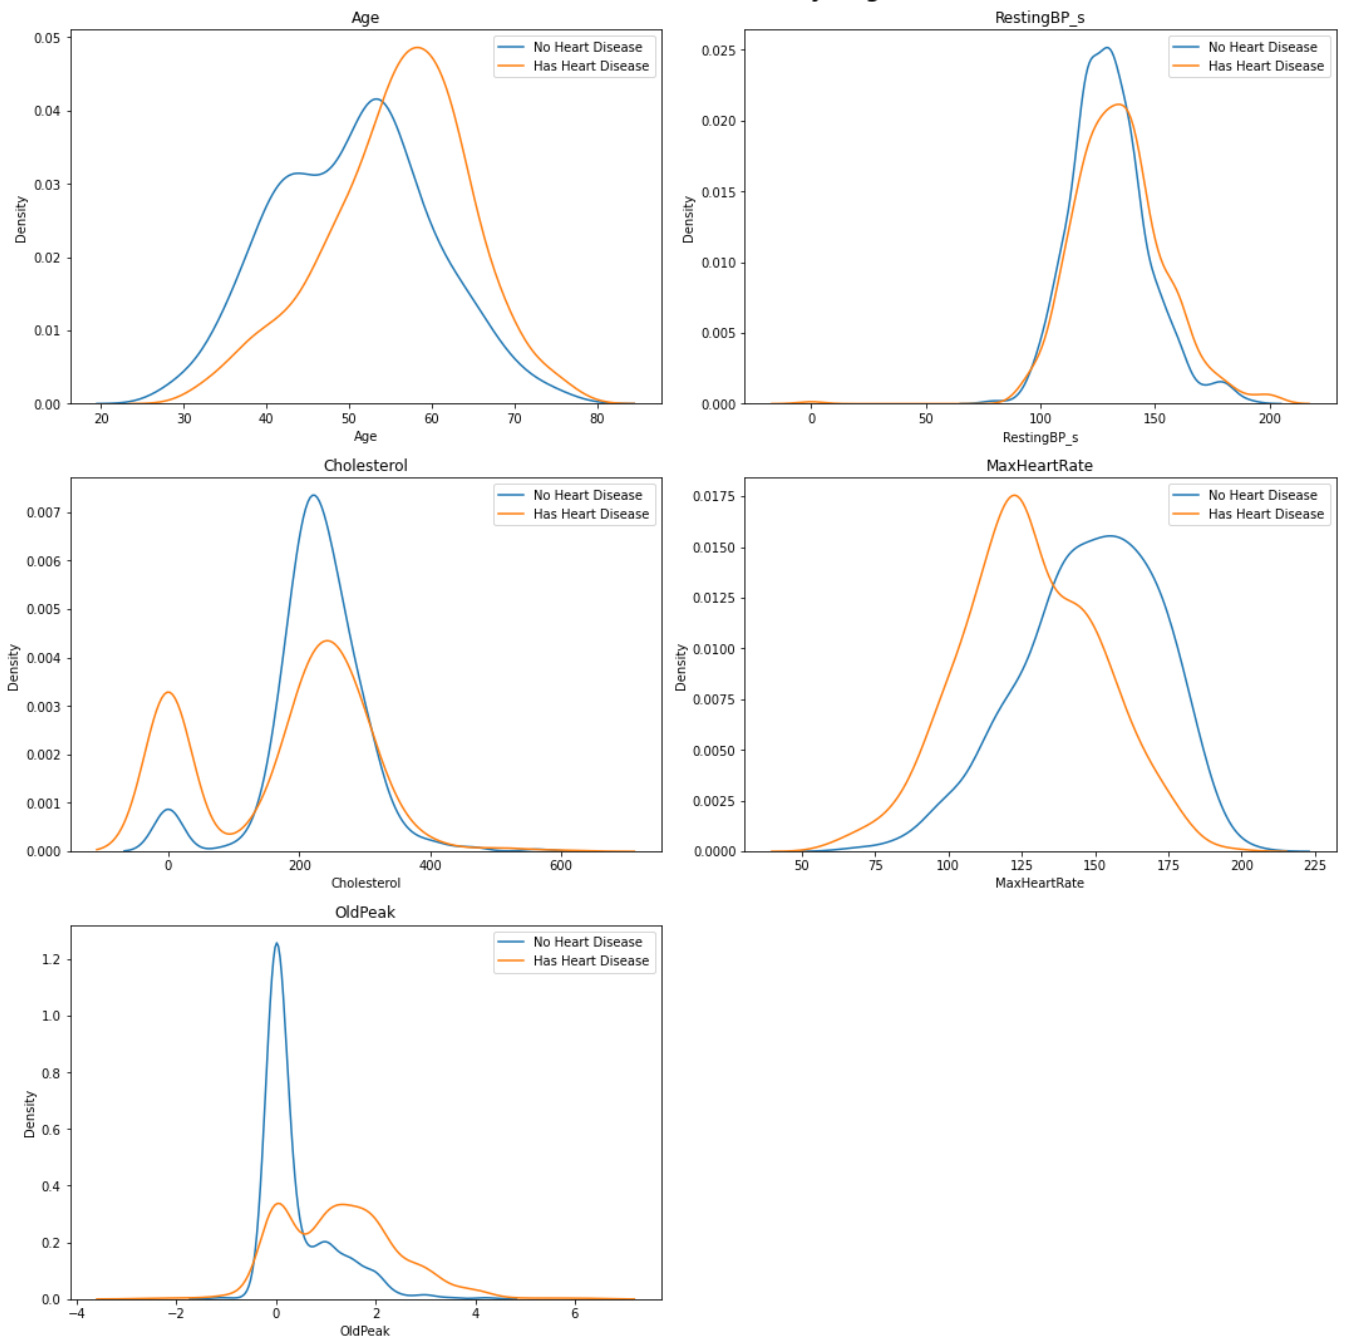 Age
0.05
0.04
0.03
0.02
0.01
0.00
Density
20 30 40 50 60 70 80
Age
No Heart Disease
Has Heart Disease
RestingBP_s
0.025
0.020
0.015
0.010
0.005
0.000
Density
0 50 100 150 200
RestingBP_s
No Heart Disease
Has Heart Disease
Cholesterol
0.007
0.006
0.005
0.004
0.003
0.002
0.001
0.000
Density
0 200 400 600
Cholesterol
No Heart Disease
Has Heart Disease
MaxHeartRate
0.0175
0.0150
0.0125
0.0100
0.0075
0.0050
0.0025
0.0000
Density
50 75 100 125 150 175 200 225
MaxHeartRate
No Heart Disease
Has Heart Disease
OldPeak
1.2
1.0
0.8
0.6
0.4
0.2
0.0
Density
−4 −2 0 2 4 6
OldPeak
No Heart Disease
Has Heart Disease